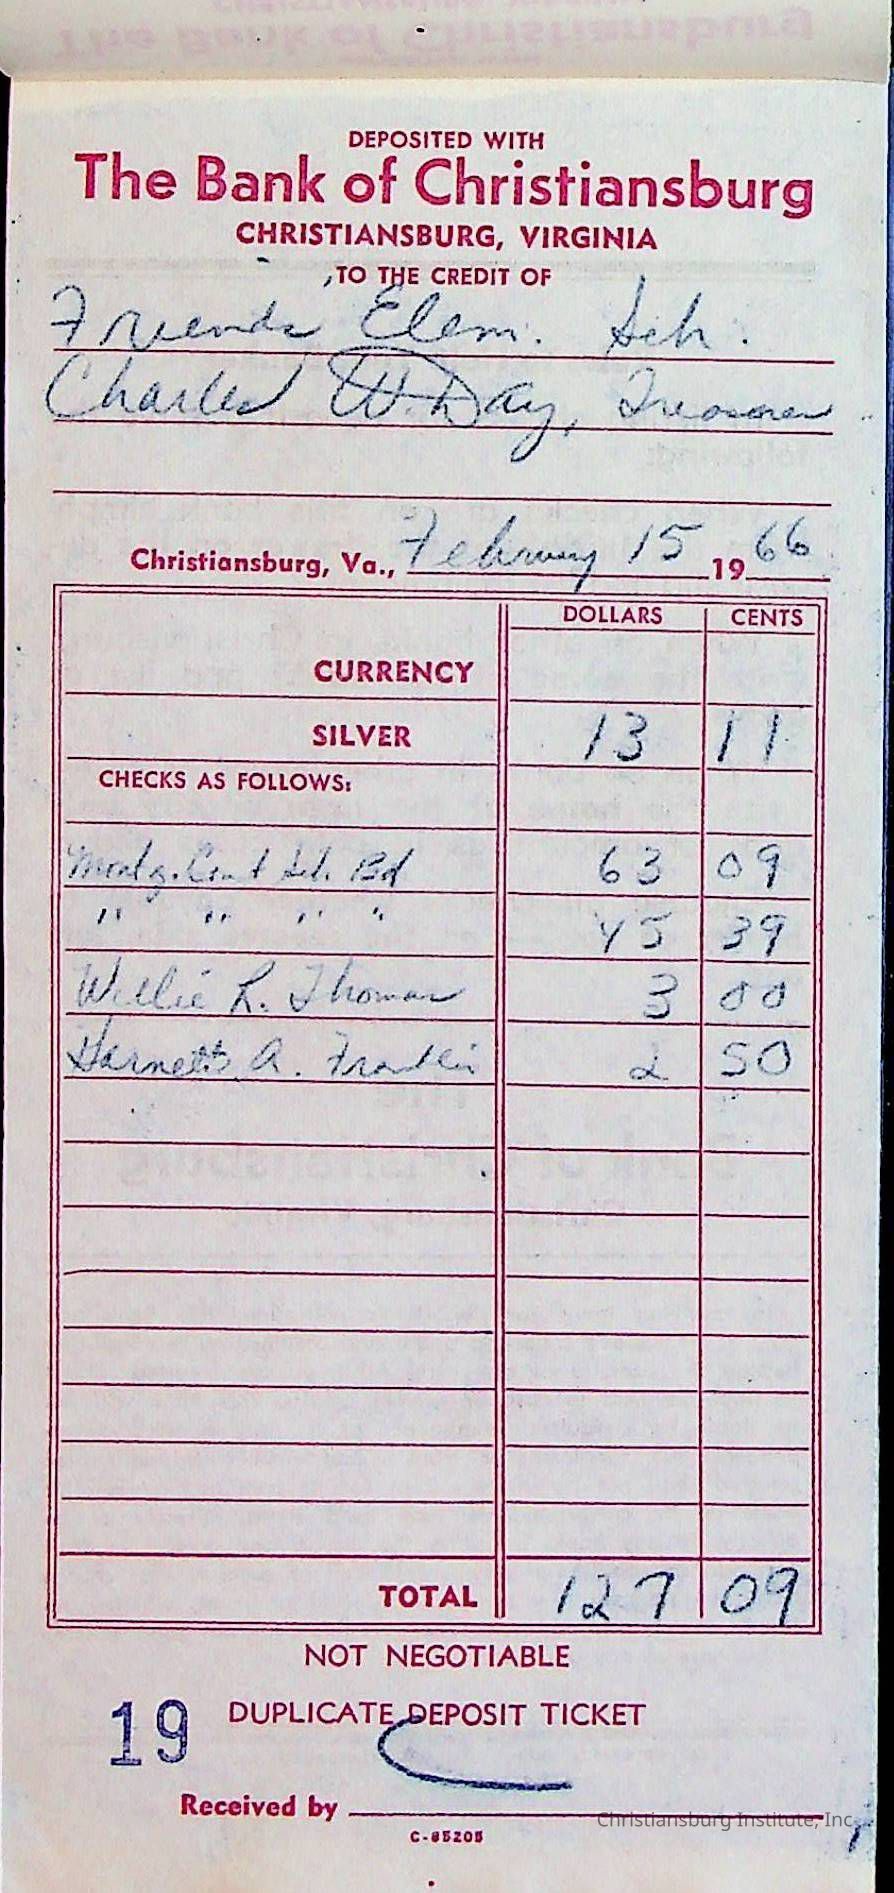 DEPOSITED WITH
The Bank of Christiansburg
CHRISTIANSBURG, VIRGINIA
TO THE CREDIT OF
Friends Elem. Sch.
Charles W Day, Treasurer
Christiansburg, Va., February 15 1966
DOLLARS CENTS
CURRENCY
SILVER 13 11
CHECKS AS FOLLOWS:
Montg. Sch. Bd 63 09
" " " " 45 39
Willie R. Thomas 3 00
A. 2 50
TOTAL 127 09
NOT NEGOTIABLE
19 DUPLICATE DEPOSIT TICKET
Received by
Christiansburg Institute, Inc
C-85205